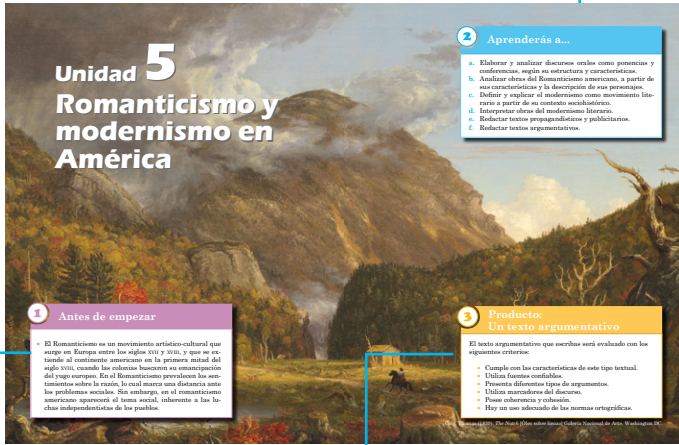 Unidad 5
Romanticismo y
modernismo en
América
1 Antes de empezar
• El Romanticismo es un movimiento artístico-cultural que
surge en Europa entre los siglos XVII y XVIII, y que se ex-
tiende al continente americano en la primera mitad del
siglo XVIII, cuando las colonias buscaron su emancipación
del yugo europeo. En el Romanticismo prevalecen los sen-
timientos sobre la razón, lo cual marca una distancia ante
los problemas sociales. Sin embargo, en el romanticismo
americano aparecerá el tema social, inherente a las lu-
chas independentistas de los pueblos.
2 Aprenderás a...
a. Elaborar y analizar discursos orales como ponencias y
conferencias, según su estructura y características.
b. Analizar obras del Romanticismo americano, a partir de
sus características y la descripción de sus personajes.
c. Definir y explicar el modernismo como movimiento lite-
rario a partir de su contexto sociohistórico.
d. Interpretar obras del modernismo literario.
e. Redactar textos propagandísticos y publicitarios.
f. Redactar textos argumentativos.
3 Producto:
Un texto argumentativo
El texto argumentativo que escribas será evaluado con los
siguientes criterios:
• Cumple con las características de este tipo textual.
• Utiliza fuentes confiables.
• Presenta diferentes tipos de argumentos.
• Utiliza marcadores del discurso.
• Posee coherencia y cohesión.
• Hay un uso adecuado de las normas ortográficas.
Thomas (1839). The Notch [Óleo sobre lienzo] Galería Nacional de Arte, Washington DC.